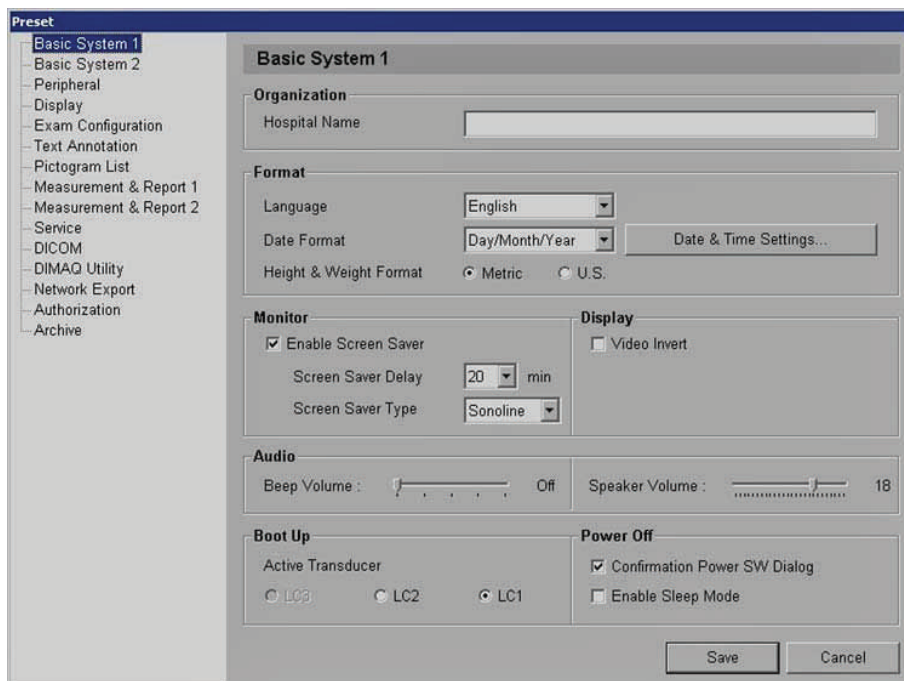 Preset
Basic System 1
Basic System 2
Peripheral
Display
Exam Configuration
Text Annotation
Pictogram List
Measurement & Report 1
Measurement & Report 2
Service
DICOM
DIMAQ Utility
Network Export
Authorization
Archive
Basic System 1
Organization
Hospital Name
Format
Language English
Date Format Day/Month/Year Date & Time Settings...
Height & Weight Format Metric U.S.
Monitor Display
Enable Screen Saver Video Invert
Screen Saver Delay 20 min
Screen Saver Type Sonoline
Audio
Beep Volume : Off Speaker Volume : 18
Boot Up Power Off
Active Transducer Confirmation Power SW Dialog
LC3 LC2 LC1 Enable Sleep Mode
Save Cancel